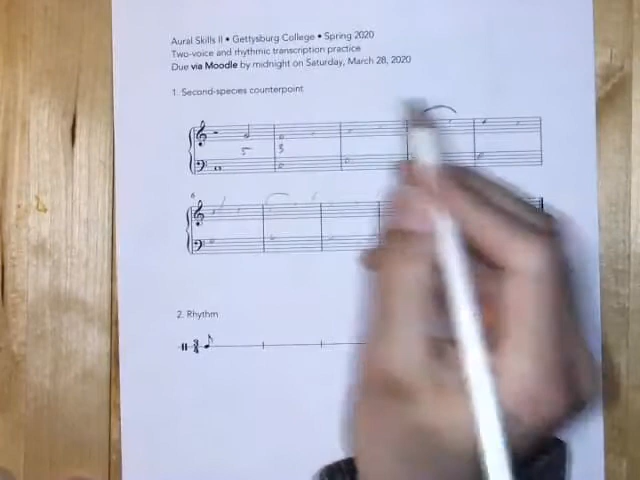 Aural Skills II • Gettysburg College • Spring 2020
Two-voice and rhythmic transcription practice
Due via Moodle by midnight on Saturday, March 28, 2020
1. Second-species counterpoint
5 3
6
2. Rhythm